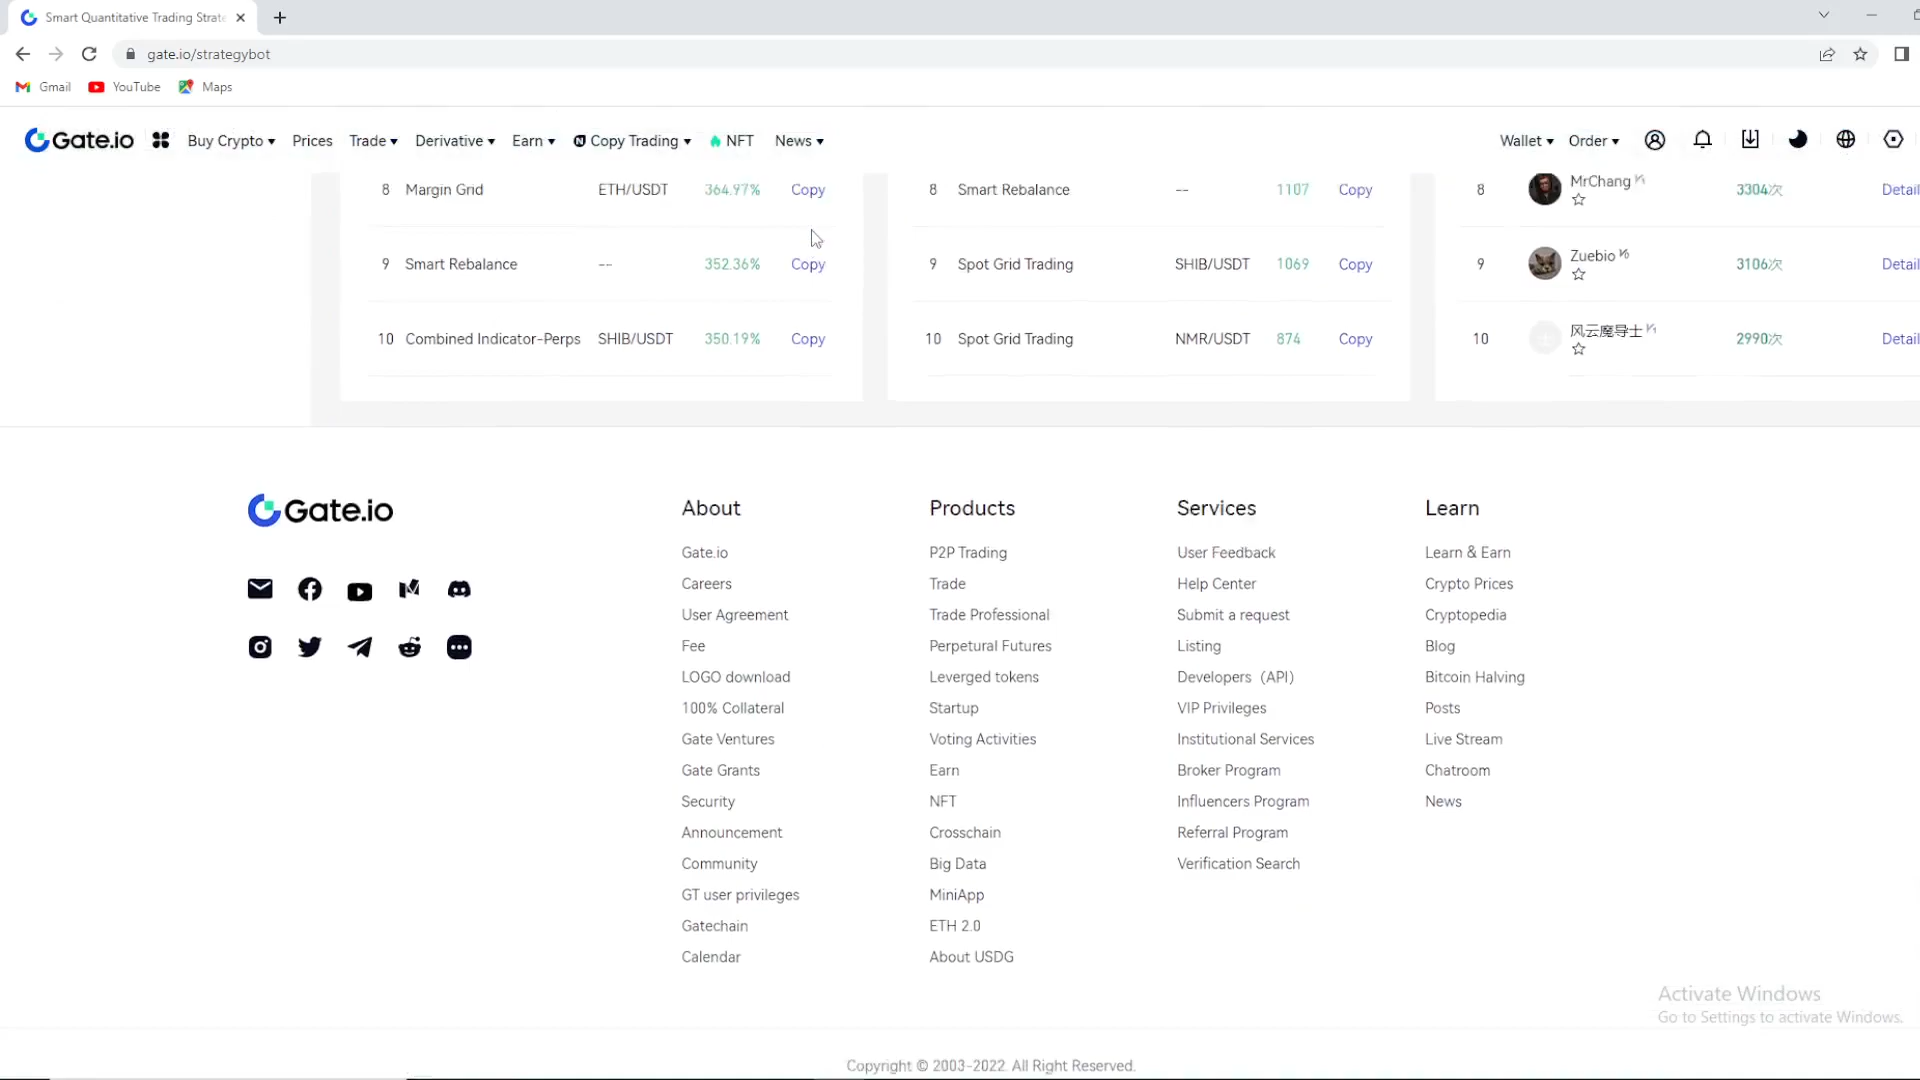 Smart Quantitative Trading Strate
gate.io/strategybot
Gmail YouTube Maps
Gate.io Buy Crypto Prices Trade Derivative Earn Copy Trading NFT News Wallet Order
8 Margin Grid ETH/USDT 364.97% Copy
9 Smart Rebalance -- 352.36% Copy
10 Combined Indicator-Perps SHIB/USDT 350.19% Copy
8 Smart Rebalance -- 1107 Copy
9 Spot Grid Trading SHIB/USDT 1069 Copy
10 Spot Grid Trading NMR/USDT 874 Copy
8 MrChang 3304次 Detail
9 Zuebio 3106次 Detail
10 风云魔导士 2990次 Detail
Gate.io
About
Gate.io
Careers
User Agreement
Fee
LOGO download
100% Collateral
Gate Ventures
Gate Grants
Security
Announcement
Community
GT user privileges
Gatechain
Calendar
Products
P2P Trading
Trade
Trade Professional
Perpetural Futures
Leverged tokens
Startup
Voting Activities
Earn
NFT
Crosschain
Big Data
MiniApp
ETH 2.0
About USDG
Services
User Feedback
Help Center
Submit a request
Listing
Developers（API）
VIP Privileges
Institutional Services
Broker Program
Influencers Program
Referral Program
Verification Search
Learn
Learn & Earn
Crypto Prices
Cryptopedia
Blog
Bitcoin Halving
Posts
Live Stream
Chatroom
News
Activate Windows
Go to Settings to activate Windows.
Copyright © 2003-2022. All Right Reserved.